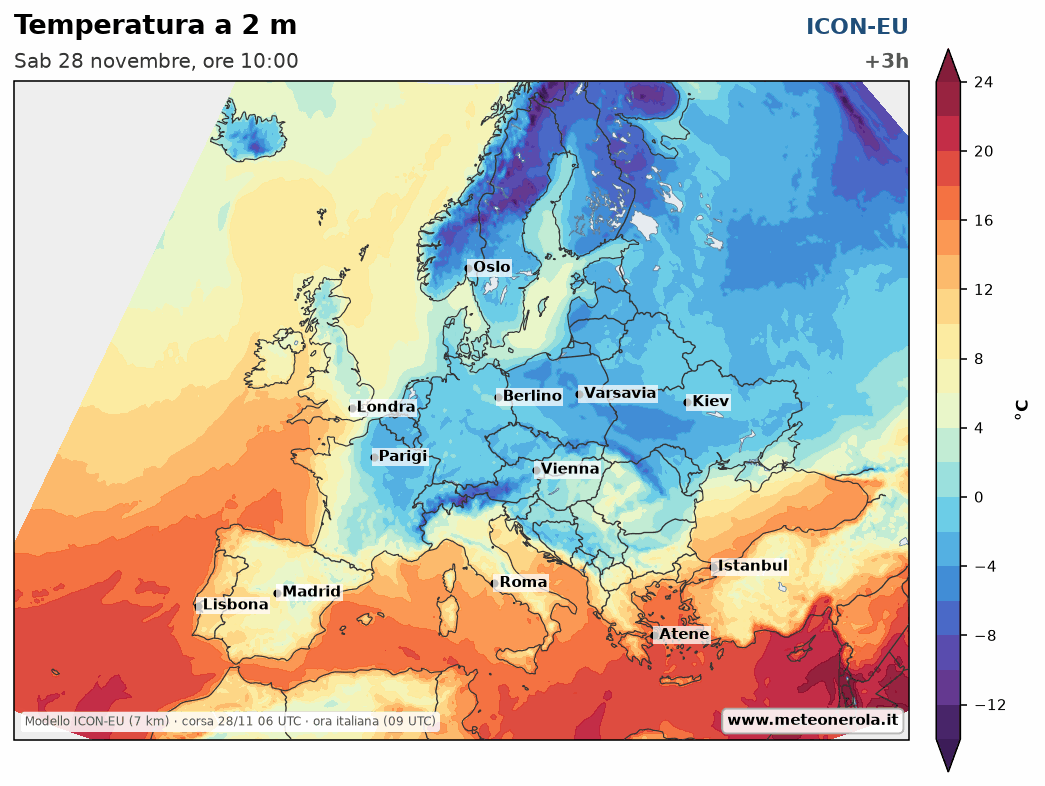 Temperatura a 2 m
ICON-EU
Sab 28 novembre, ore 10:00
+3h
Oslo
Londra
Berlino
Varsavia
Kiev
Parigi
Vienna
Istanbul
Roma
Madrid
Lisbona
Atene
24
20
16
12
8
4
0
−4
−8
−12
°C
Modello ICON-EU (7 km) · corsa 28/11 06 UTC · ora italiana (09 UTC)
www.meteonerola.it